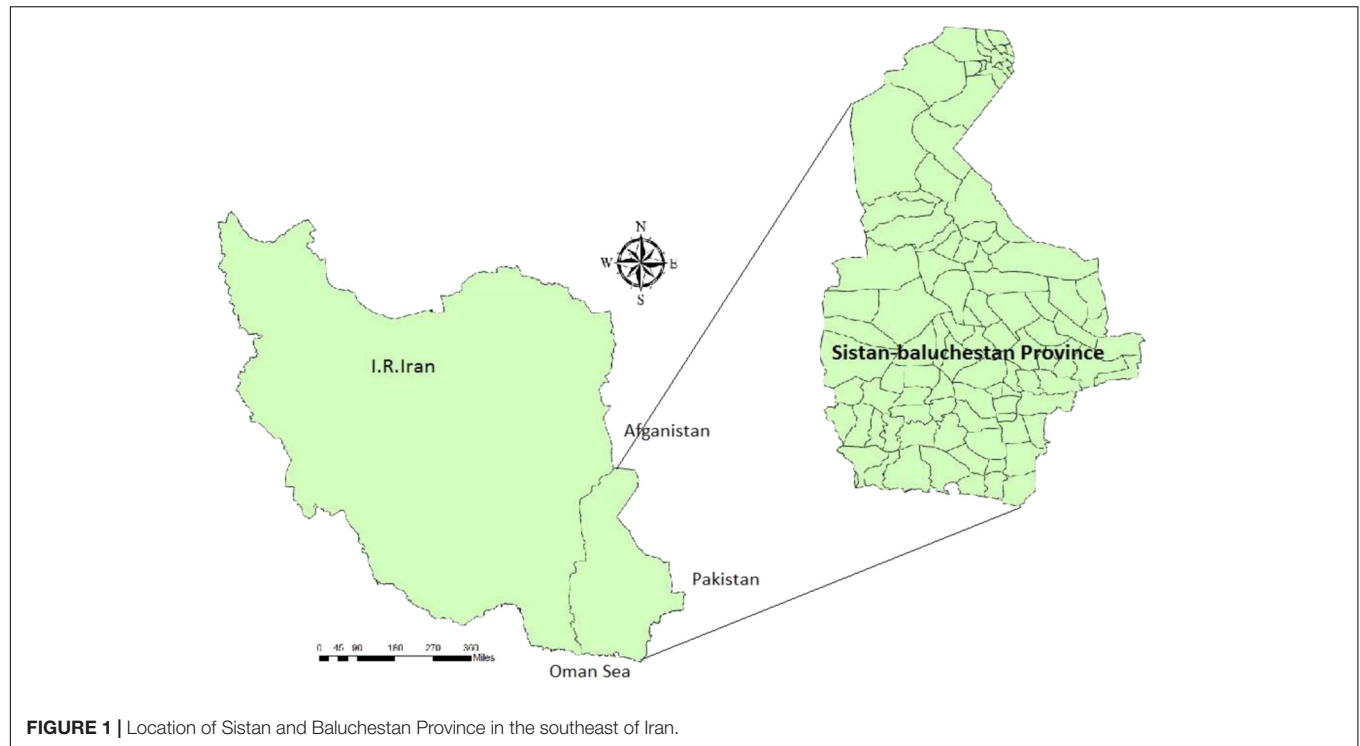 N
W E
S
I.R.Iran
Sistan-baluchestan Province
Afganistan
Pakistan
0 45 90 180 270 360
Miles
Oman Sea
FIGURE 1 | Location of Sistan and Baluchestan Province in the southeast of Iran.